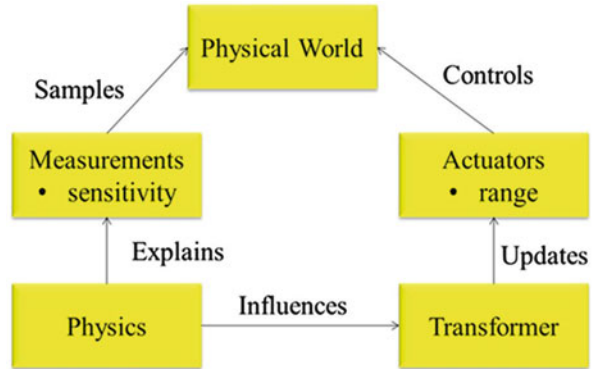 Physical World
Samples
Controls
Measurements
• sensitivity
Actuators
• range
Explains
Updates
Physics
Influences
Transformer